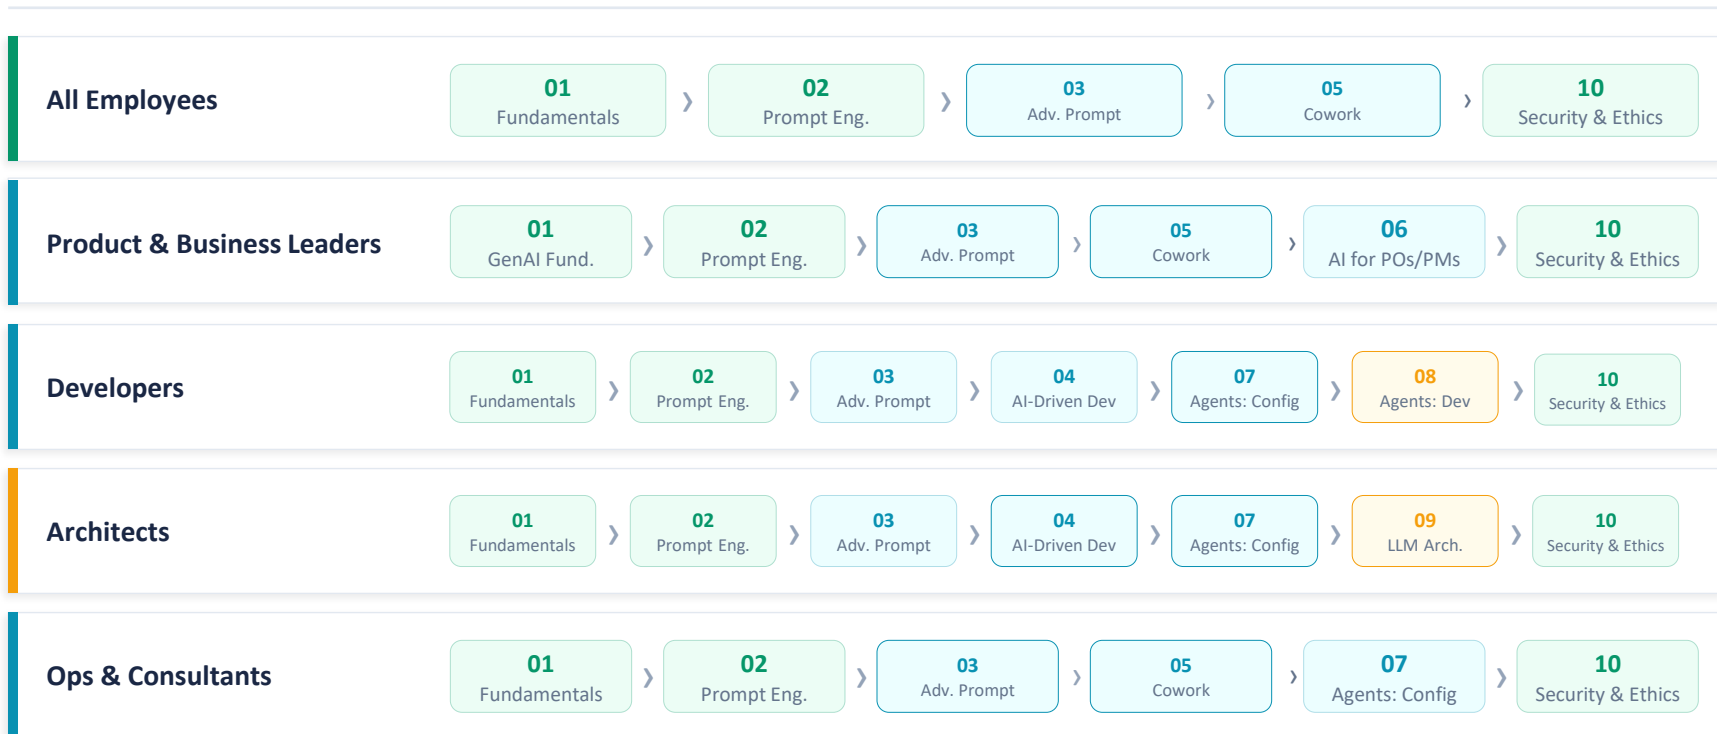 All Employees
01
Fundamentals
❯
02
Prompt Eng.
❯
03
Adv. Prompt
❯
05
Cowork
❯
10
Security & Ethics
Product & Business Leaders
01
GenAI Fund.
❯
02
Prompt Eng.
❯
03
Adv. Prompt
❯
05
Cowork
❯
06
AI for POs/PMs
❯
10
Security & Ethics
Developers
01
Fundamentals
❯
02
Prompt Eng.
❯
03
Adv. Prompt
❯
04
AI-Driven Dev
❯
07
Agents: Config
❯
08
Agents: Dev
❯
10
Security & Ethics
Architects
01
Fundamentals
❯
02
Prompt Eng.
❯
03
Adv. Prompt
❯
04
AI-Driven Dev
❯
07
Agents: Config
❯
09
LLM Arch.
❯
10
Security & Ethics
Ops & Consultants
01
Fundamentals
❯
02
Prompt Eng.
❯
03
Adv. Prompt
❯
05
Cowork
❯
07
Agents: Config
❯
10
Security & Ethics